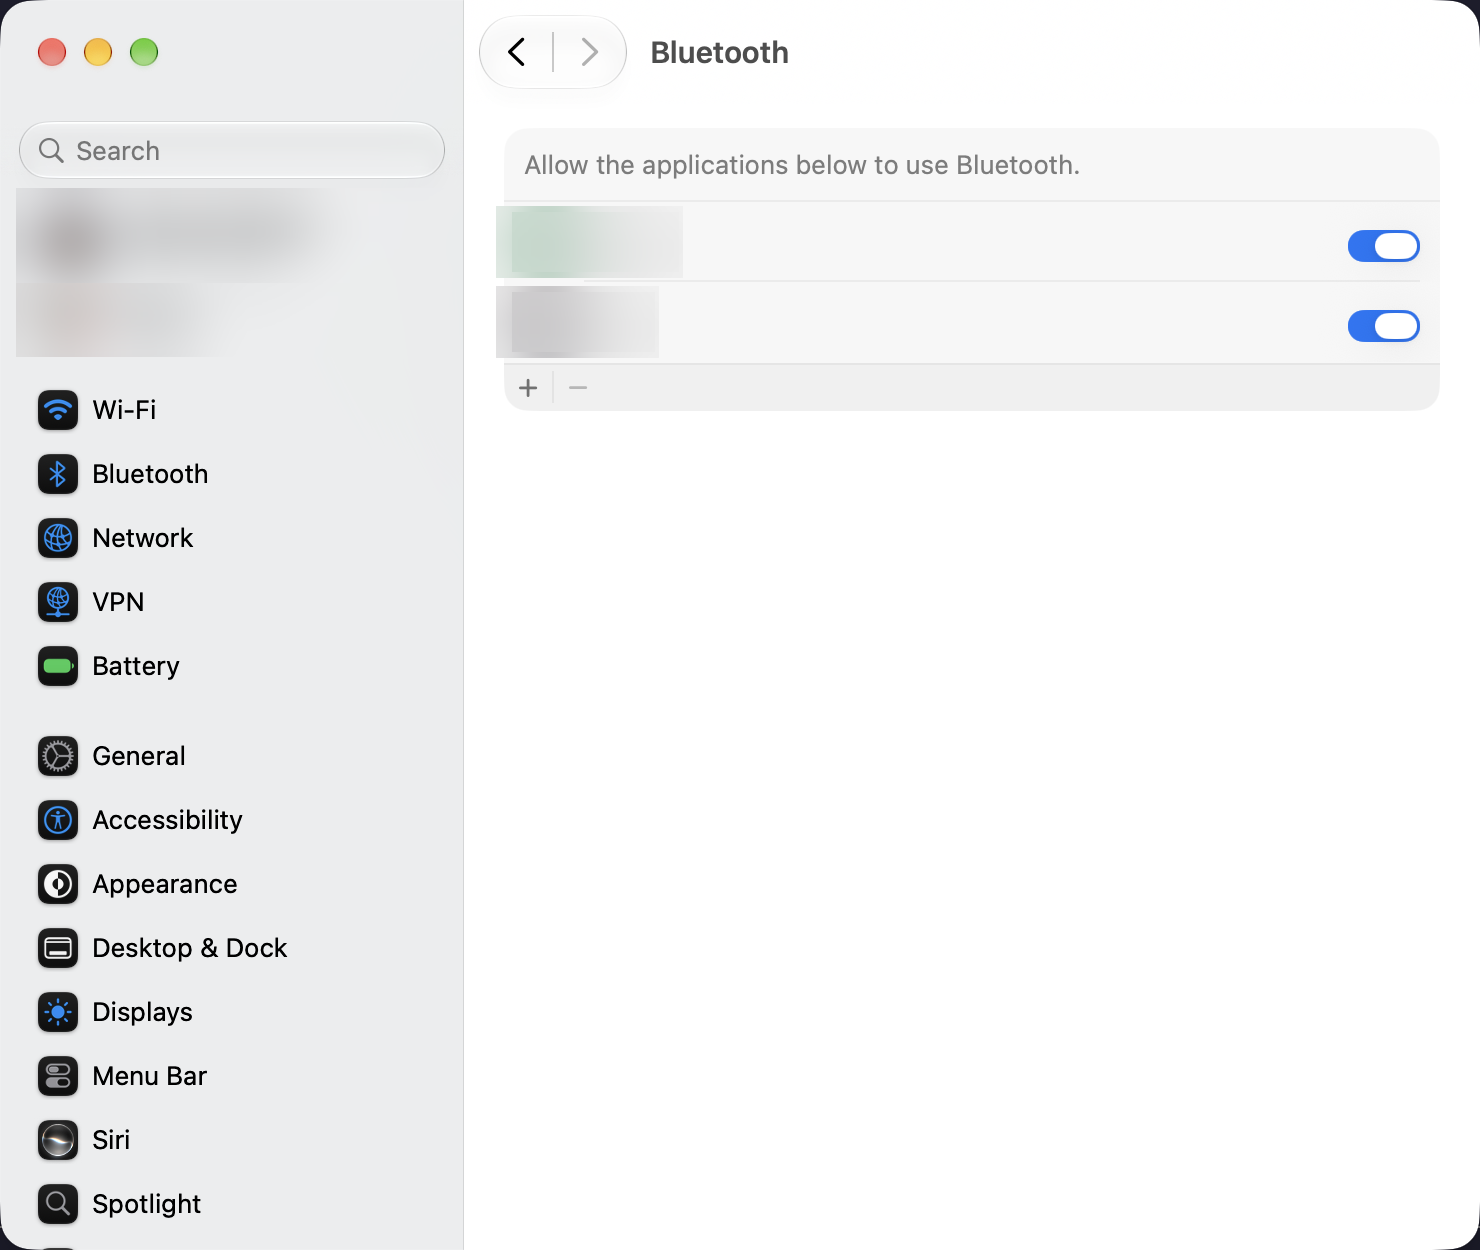 Search
Wi-Fi
Bluetooth
Network
VPN
Battery
General
Accessibility
Appearance
Desktop & Dock
Displays
Menu Bar
Siri
Spotlight
Bluetooth
Allow the applications below to use Bluetooth.